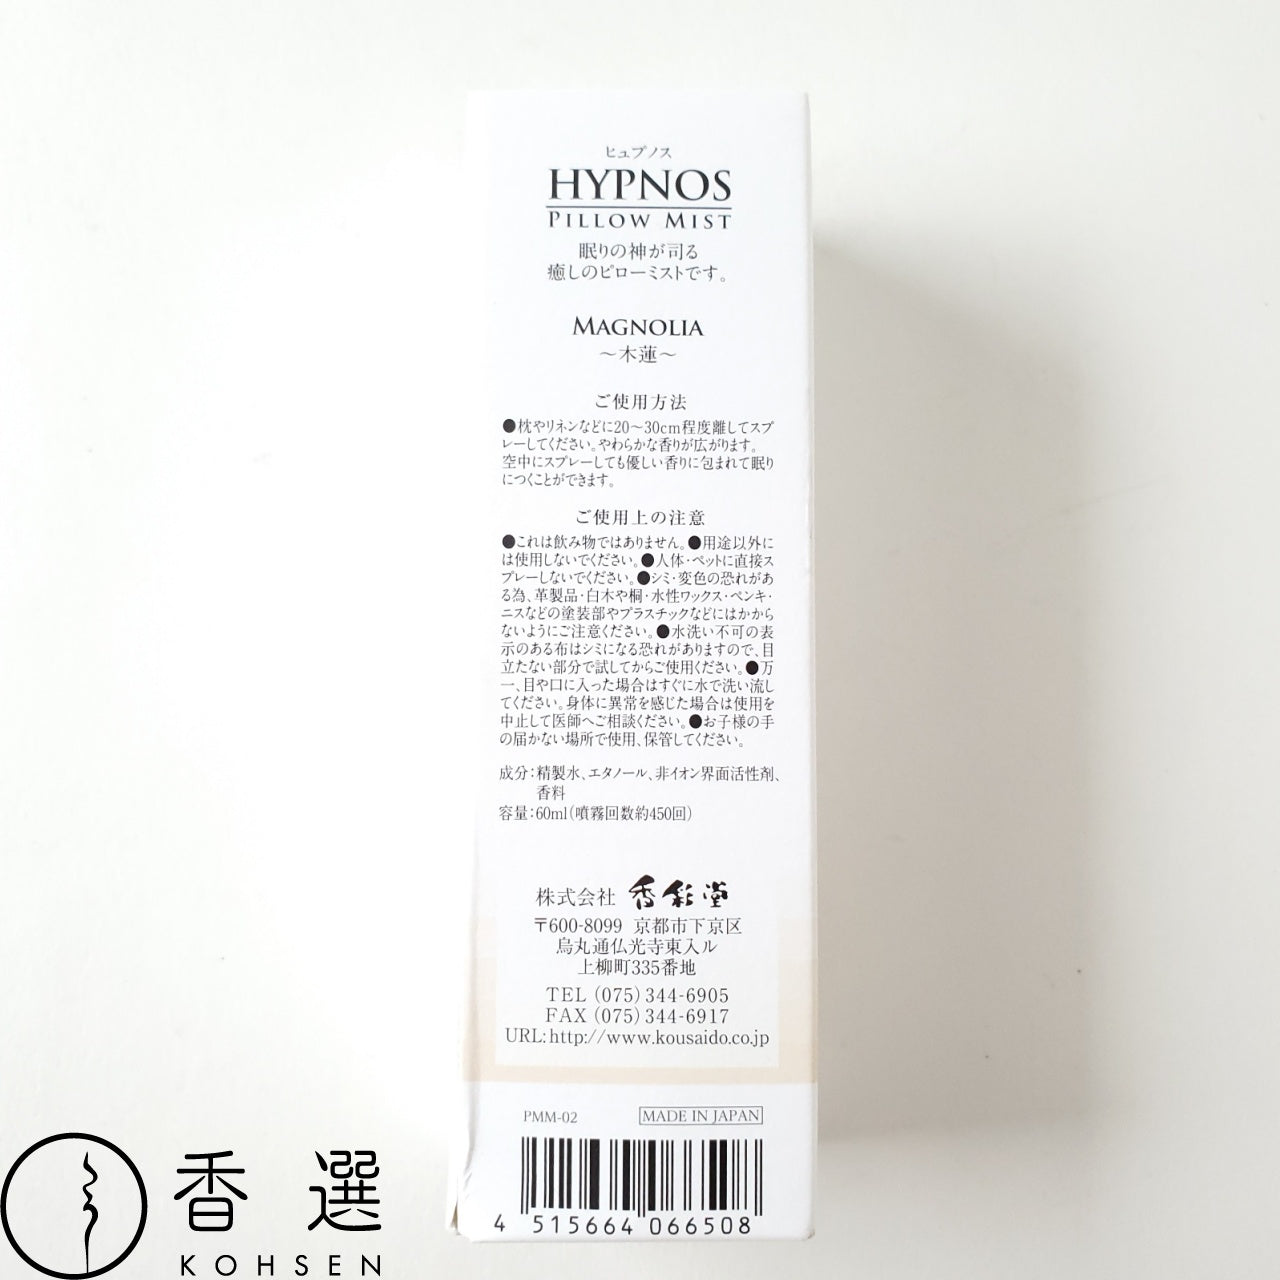 ヒュプノス
HYPNOS
PILLOW MIST
眠りの神が司る
癒しのピローミストです。
MAGNOLIA
～木蓮～
ご使用方法
●枕やリネンなどに20～30cm程度離してスプ
レーしてください。やわらかな香りが広がります。
空中にスプレーしても優しい香りに包まれて眠り
につくことができます。
ご使用上の注意
●これは飲み物ではありません。●用途以外に
は使用しないでください。●人体・ペットに直接ス
プレーしないでください。●シミ・変色の恐れがあ
る為、革製品・白木や桐・水性ワックス・ペンキ・
ニスなどの塗装部やプラスチックなどにはかから
ないようにご注意ください。●水洗い不可の表
示のある布はシミになる恐れがありますので、目
立たない部分で試してからご使用ください。●万
一、目や口に入った場合はすぐに水で洗い流し
てください。身体に異常を感じた場合は使用を
中止して医師へご相談ください。●お子様の手
の届かない場所で使用、保管してください。
成分：精製水、エタノール、非イオン界面活性剤、
香料
容量：60ml（噴霧回数約450回）
株式会社 香彩堂
〒600-8099 京都市下京区
烏丸通仏光寺東入ル
上柳町335番地
TEL (075) 344-6905
FAX (075) 344-6917
URL:http://www.kousaido.co.jp
PMM-02 MADE IN JAPAN
4 515664 066508
香選
KOHSEN